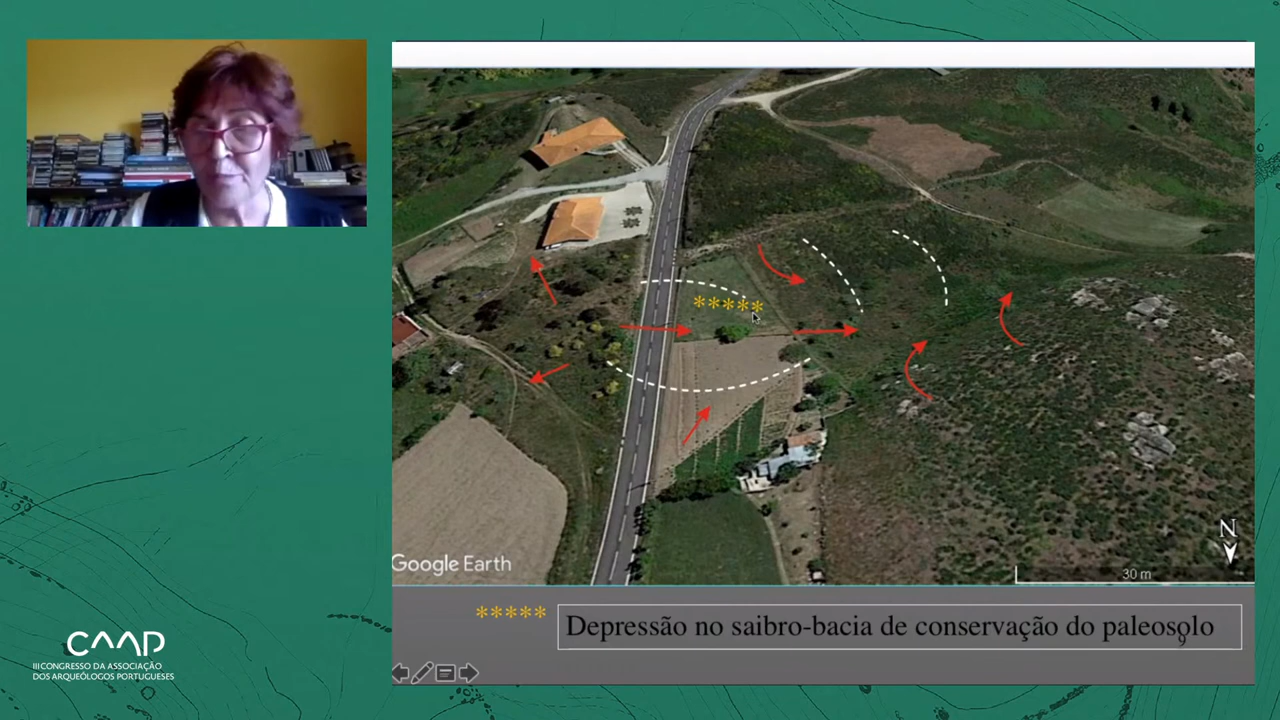 *****
N
Google Earth
30 m
***** Depressão no saibro-bacia de conservação do paleosolo
9
CAAP
III CONGRESSO DA ASSOCIAÇÃO
DOS ARQUEÓLOGOS PORTUGUESES